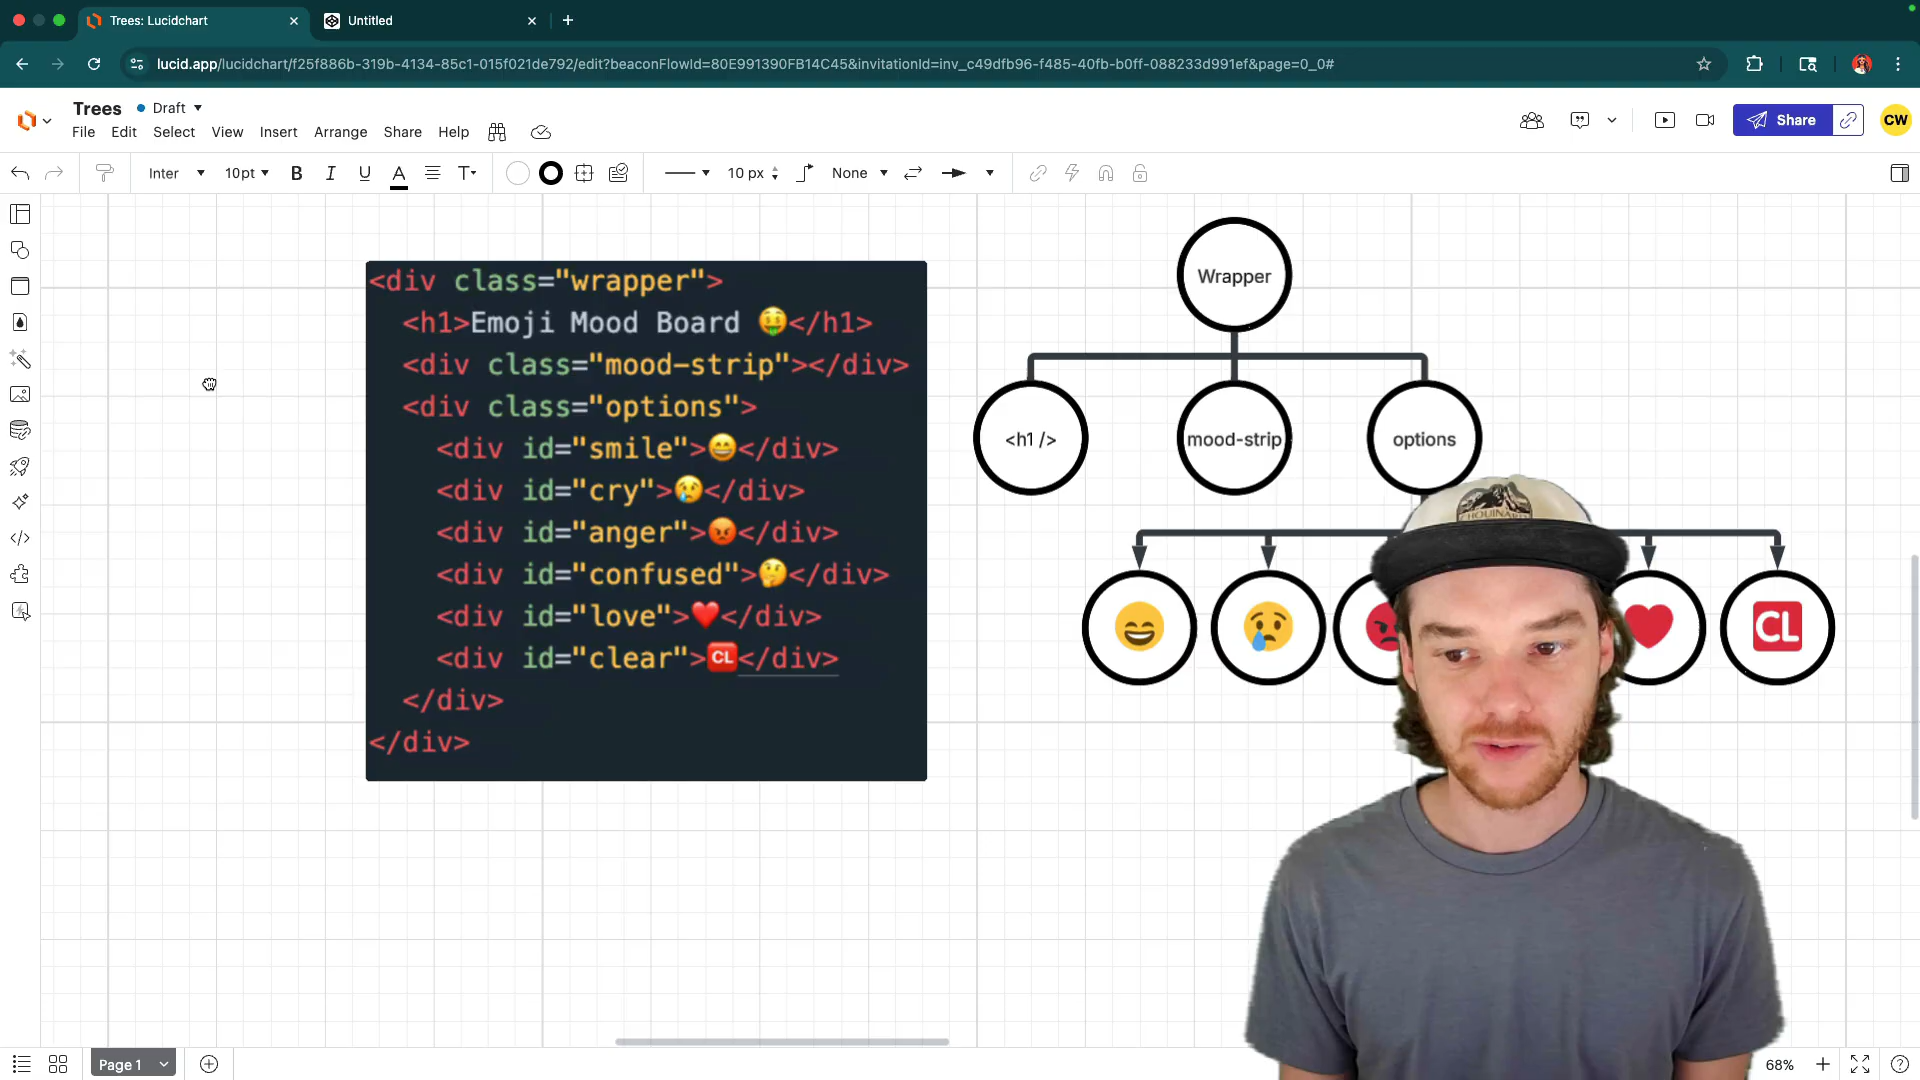 Trees: Lucidchart
Untitled
lucid.app/lucidchart/f25f886b-319b-4134-85c1-015f021de792/edit?beaconFlowId=80E991390FB14C45&invitationId=inv_c49dfb96-f485-40fb-b0ff-088233d991ef&page=0_0#
Trees
Draft
File Edit Select View Insert Arrange Share Help
Share
CW
Inter 10pt B I U A T 10 px None
<div class="wrapper">
<h1>Emoji Mood Board 🤑</h1>
<div class="mood-strip"></div>
<div class="options">
<div id="smile">😄</div>
<div id="cry">😢</div>
<div id="anger">😡</div>
<div id="confused">🤔</div>
<div id="love">❤️</div>
<div id="clear">🆑</div>
</div>
</div>
Wrapper
<h1 />
mood-strip
options
CHOUINARD
CL
Page 1
68%